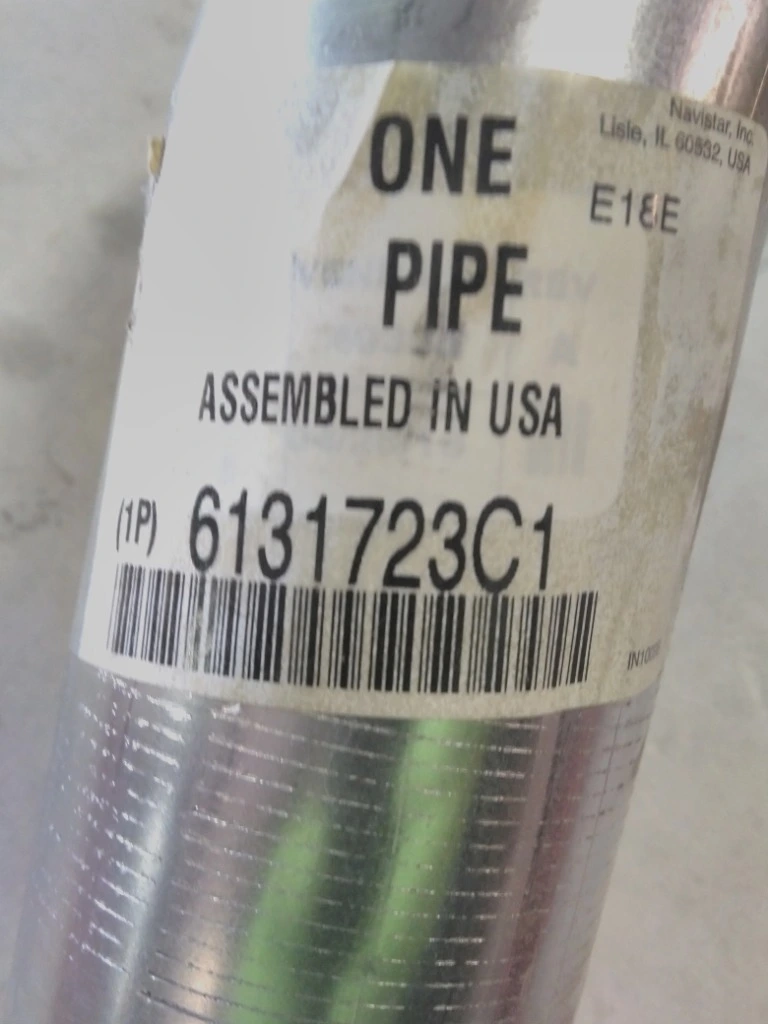 Navistar, Inc.
Lisle, IL 60532, USA
ONE
E18E
PIPE
ASSEMBLED IN USA
(1P) 6131723C1